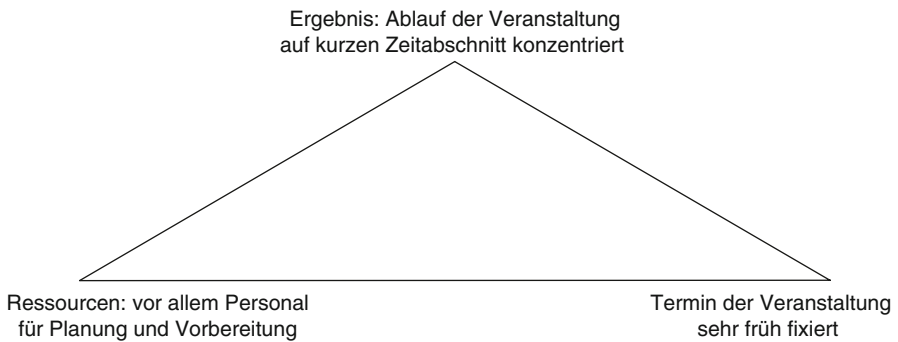 Ergebnis: Ablauf der Veranstaltung
auf kurzen Zeitabschnitt konzentriert
Ressourcen: vor allem Personal
für Planung und Vorbereitung
Termin der Veranstaltung
sehr früh fixiert